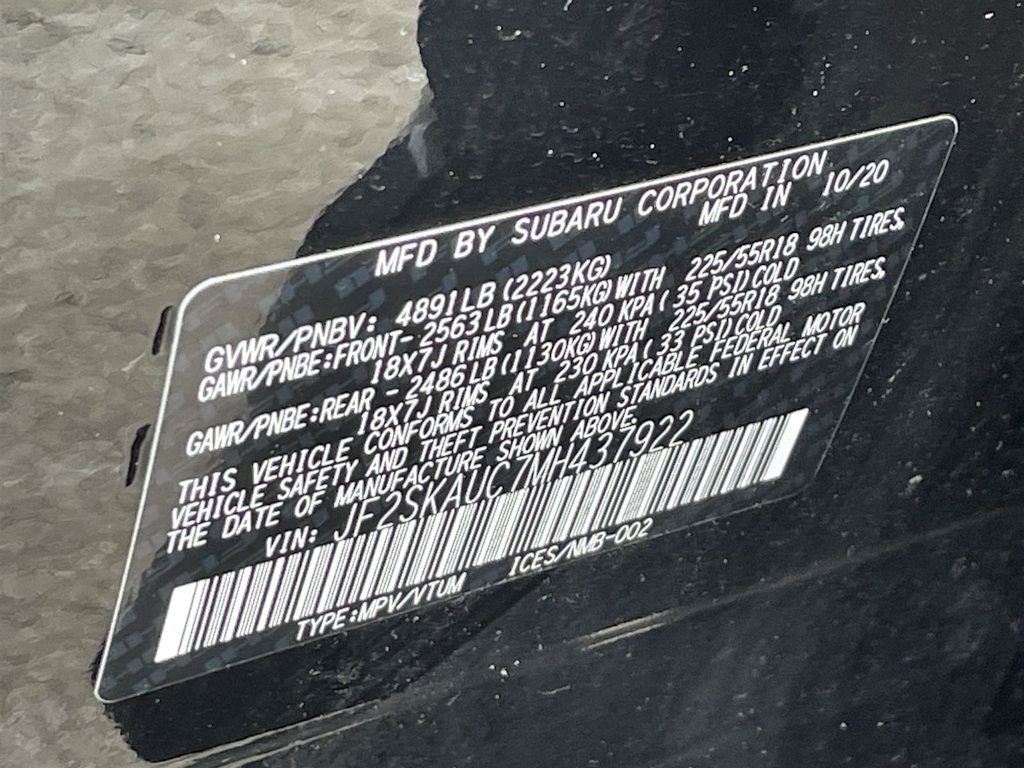 MFD BY SUBARU CORPORATION
MFD IN 10/20
GVWR/PNBV: 4891LB (2223KG)
GAWR/PNBE:FRONT-2563LB(1165KG)WITH 225/55R18 98H TIRES,
18X7J RIMS AT 240 KPA ( 35 PSI)COLD
GAWR/PNBE:REAR -2486LB(1130KG)WITH 225/55R18 98H TIRES,
18X7J RIMS AT 230 KPA ( 33 PSI)COLD
THIS VEHICLE CONFORMS TO ALL APPLICABLE FEDERAL MOTOR
VEHICLE SAFETY AND THEFT PREVENTION STANDARDS IN EFFECT ON
THE DATE OF MANUFACTURE SHOWN ABOVE.
VIN: JF2SKAUC7MH437922
TYPE:MPV/VTUM ICES/NMB-002